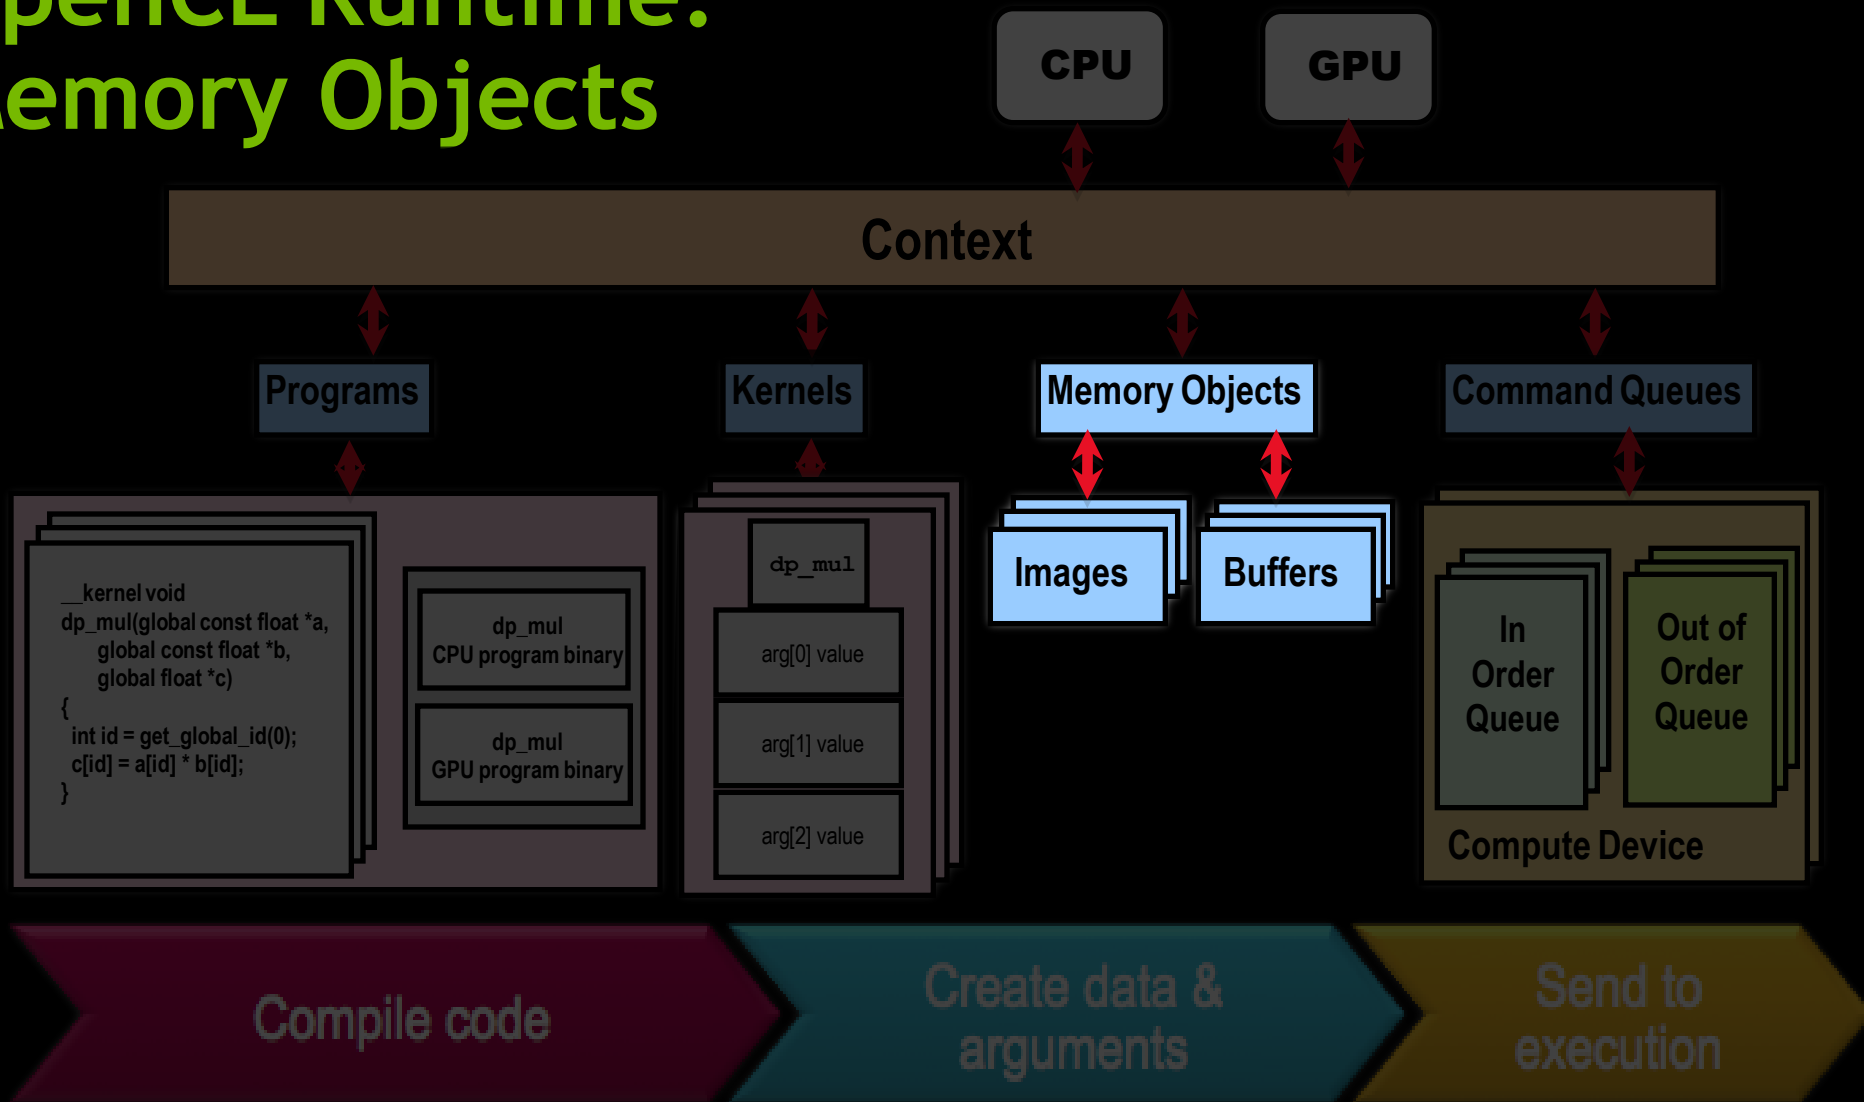 penCL Runtime:
emory Objects
CPU
GPU
Context
Programs
Kernels
Memory Objects
Command Queues
__kernel void
dp_mul(global const float *a,
global const float *b,
global float *c)
{
int id = get_global_id(0);
c[id] = a[id] * b[id];
}
dp_mul
CPU program binary
dp_mul
GPU program binary
dp_mul
arg[0] value
arg[1] value
arg[2] value
Images
Buffers
In
Order
Queue
Out of
Order
Queue
Compute Device
Compile code
Create data &
arguments
Send to
execution